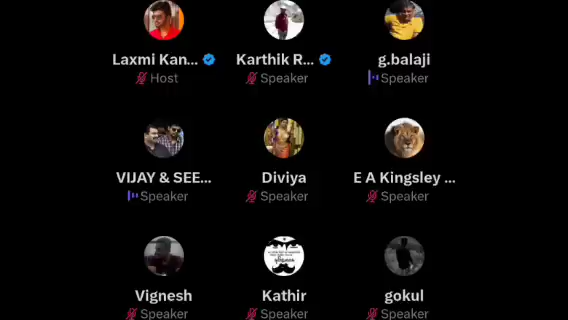 Laxmi Kan... Karthik R... g.balaji
Host Speaker Speaker
VIJAY & SEE... Diviya E A Kingsley ...
Speaker Speaker Speaker
Vignesh Kathir gokul
Speaker Speaker Speaker